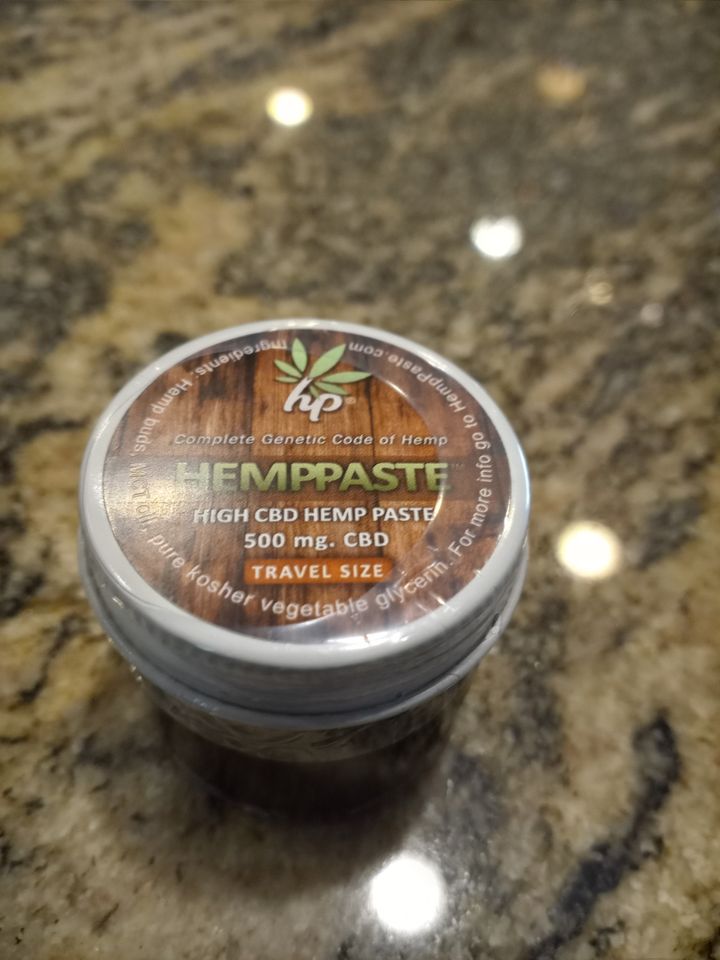 hp®
Complete Genetic Code of Hemp
HEMPPASTE™
HIGH CBD HEMP PASTE
500 mg. CBD
TRAVEL SIZE
Ingredients: Hemp buds, MCT oil, pure kosher vegetable glycerin. For more info go to HempPaste.com